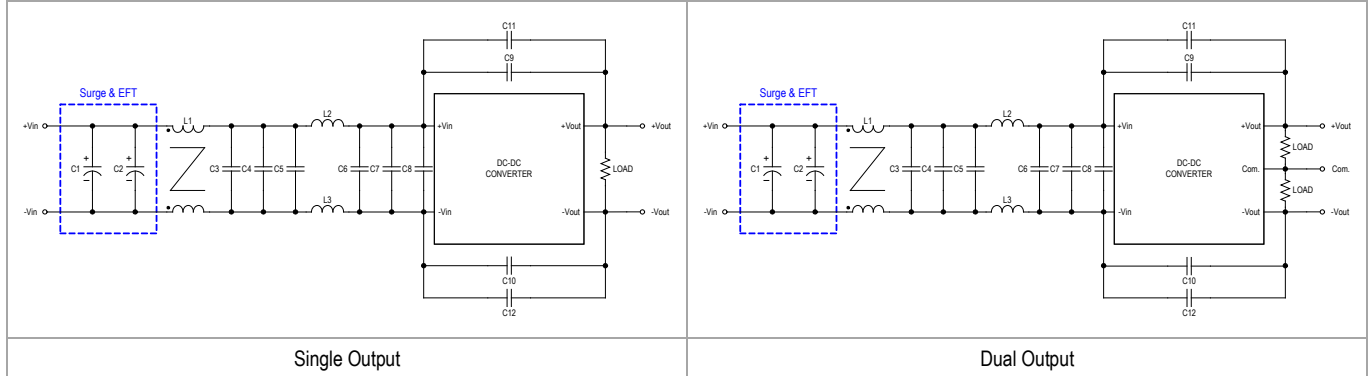 C11
C9
Surge & EFT
L1
L2
+Vin
+Vin
+Vout
+Vout
C1
+
C2
+
C3
C4
C5
C6
C7
C8
DC-DC
CONVERTER
LOAD
-Vin
L3
-Vin
-Vout
-Vout
C10
C12
Single Output
C11
C9
Surge & EFT
L1
L2
+Vin
+Vin
+Vout
+Vout
LOAD
C1
+
C2
+
C3
C4
C5
C6
C7
C8
DC-DC
CONVERTER
Com.
Com.
LOAD
-Vin
L3
-Vin
-Vout
-Vout
C10
C12
Dual Output